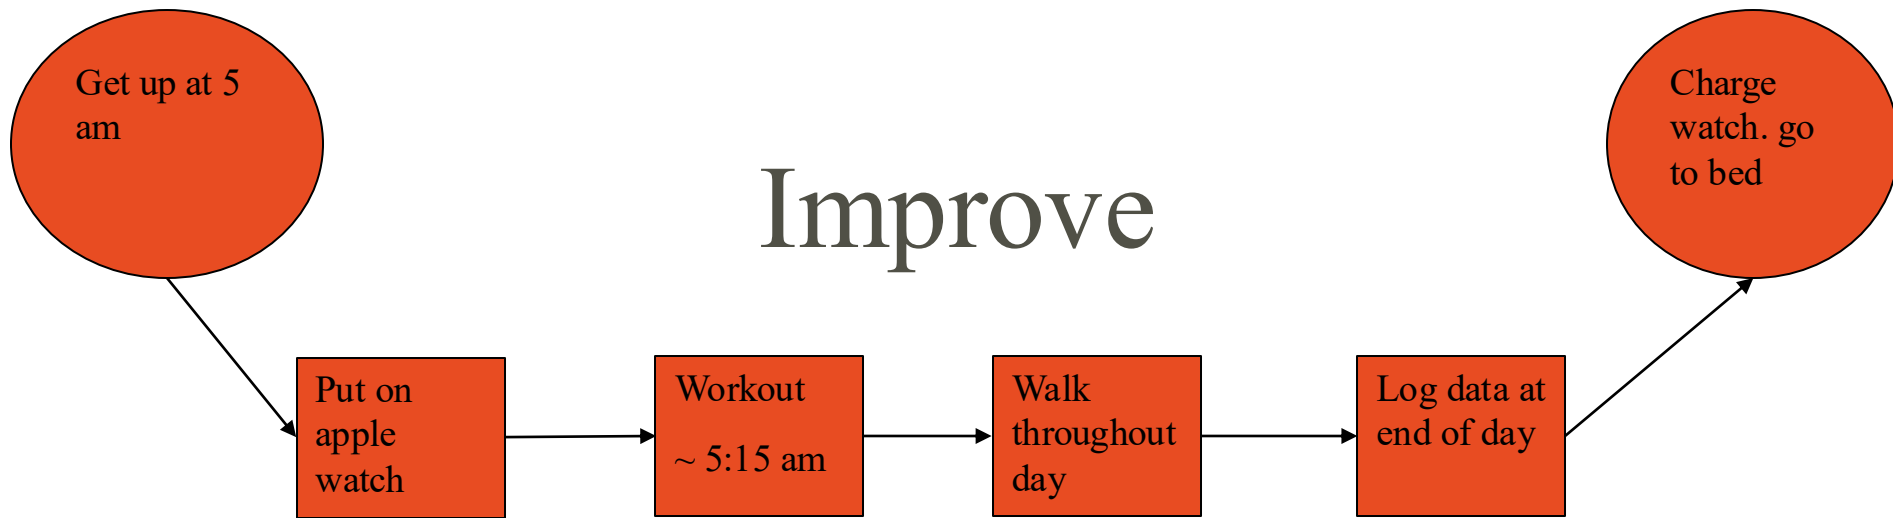 Get up at 5
am
Improve
Charge
watch. go
to bed
Put on
apple
watch
Workout
~ 5:15 am
Walk
throughout
day
Log data at
end of day